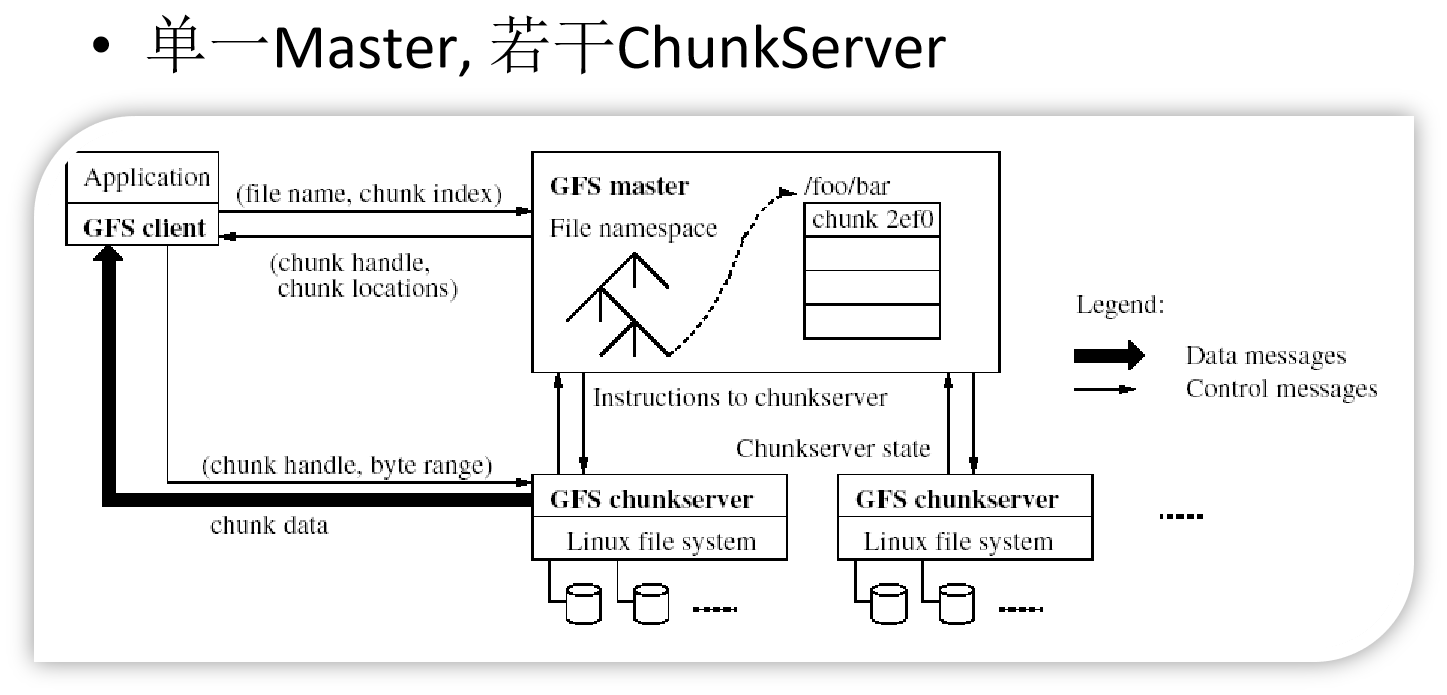 • 单一Master, 若干ChunkServer
Application
GFS client
(file name, chunk index)
(chunk handle,
chunk locations)
GFS master
File namespace
/foo/bar
chunk 2ef0
Legend:
Data messages
Control messages
Instructions to chunkserver
Chunkserver state
(chunk handle, byte range)
chunk data
GFS chunkserver
Linux file system
GFS chunkserver
Linux file system